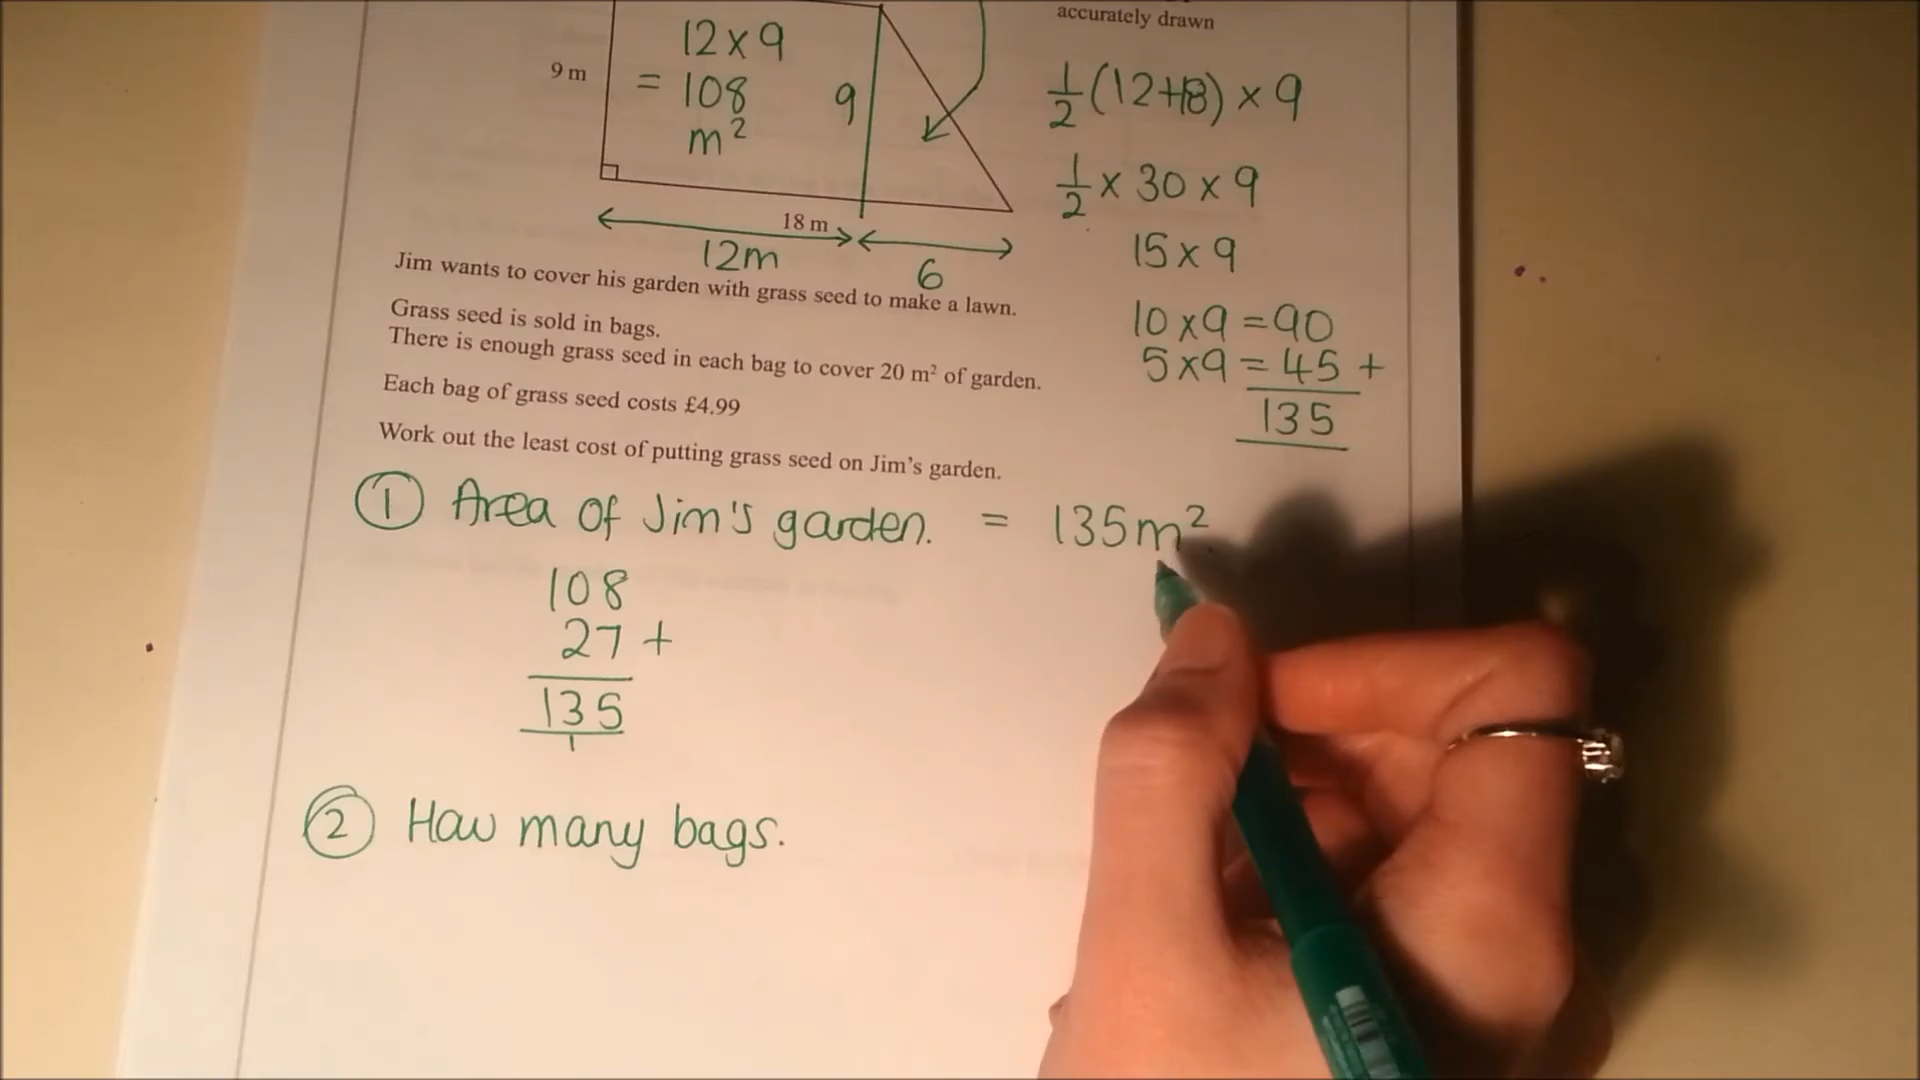 accurately drawn
12 x 9
= 108
m²
9 m
9
18 m
12m
6
½(12+18) x 9
½ x 30 x 9
15 x 9
10 x 9 = 90
5 x 9 = 45 +
135
Jim wants to cover his garden with grass seed to make a lawn.
Grass seed is sold in bags.
There is enough grass seed in each bag to cover 20 m² of garden.
Each bag of grass seed costs £4.99
Work out the least cost of putting grass seed on Jim's garden.
① Area of Jim's garden. = 135m²
108
27 +
135
1
② How many bags.